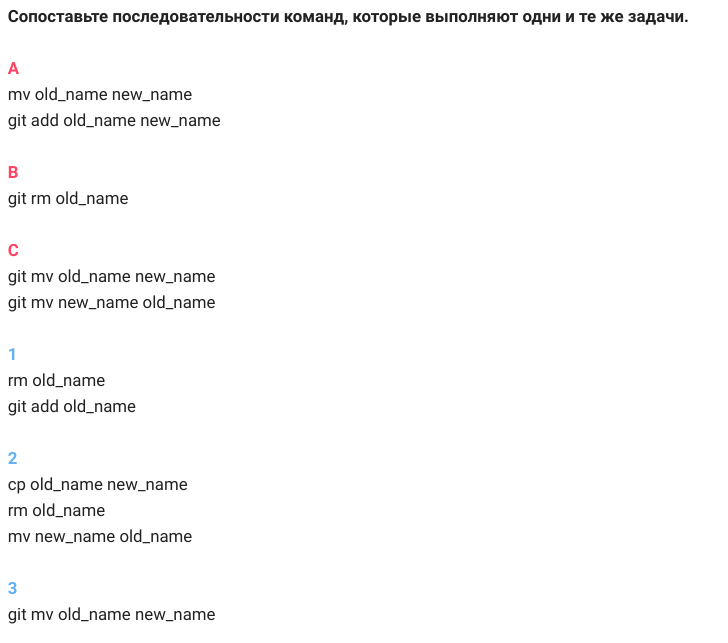 Сопоставьте последовательности команд, которые выполняют одни и те же задачи.
A
mv old_name new_name
git add old_name new_name
B
git rm old_name
C
git mv old_name new_name
git mv new_name old_name
1
rm old_name
git add old_name
2
cp old_name new_name
rm old_name
mv new_name old_name
3
git mv old_name new_name